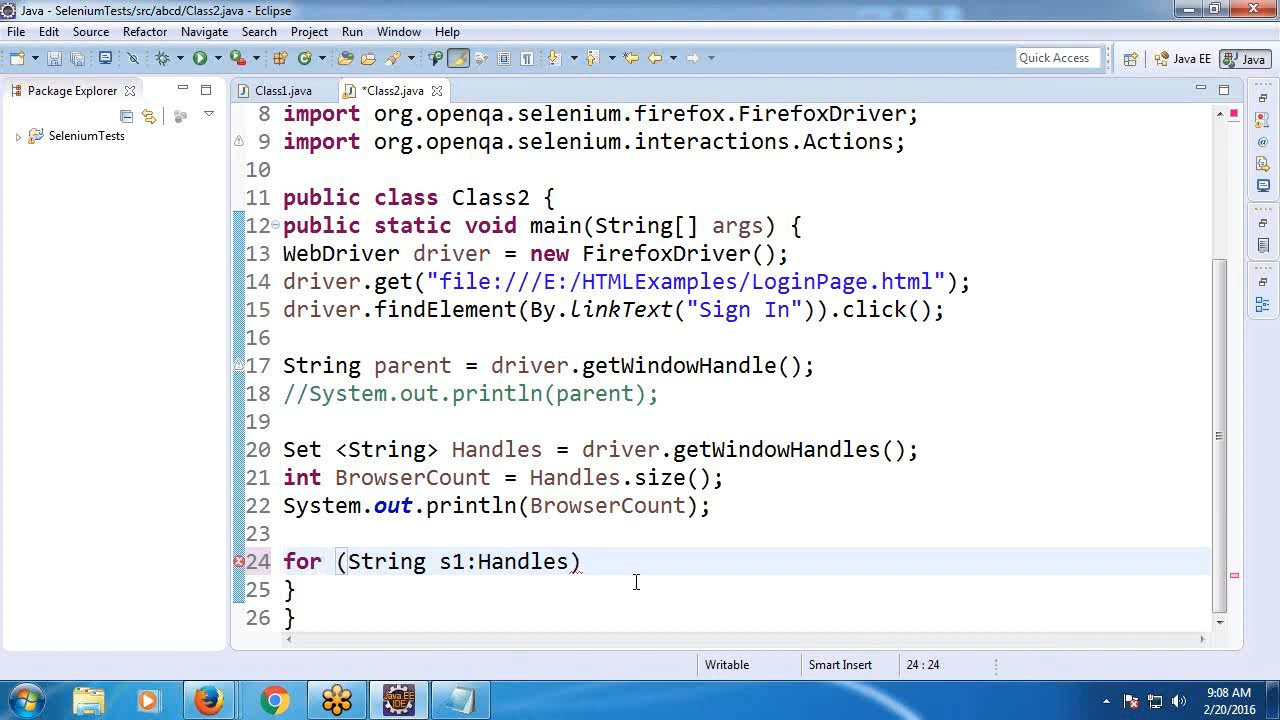 Java - SeleniumTests/src/abcd/Class2.java - Eclipse
File Edit Source Refactor Navigate Search Project Run Window Help
Quick Access
Java EE
Java
Package Explorer
Class1.java
*Class2.java
SeleniumTests
8 import org.openqa.selenium.firefox.FirefoxDriver;
9 import org.openqa.selenium.interactions.Actions;
10
11 public class Class2 {
12 public static void main(String[] args) {
13 WebDriver driver = new FirefoxDriver();
14 driver.get("file:///E:/HTMLExamples/LoginPage.html");
15 driver.findElement(By.linkText("Sign In")).click();
16
17 String parent = driver.getWindowHandle();
18 //System.out.println(parent);
19
20 Set <String> Handles = driver.getWindowHandles();
21 int BrowserCount = Handles.size();
22 System.out.println(BrowserCount);
23
24 for (String s1:Handles)
25 }
26 }
Writable
Smart Insert
24 : 24
Java EE
IDE
9:08 AM
2/20/2016